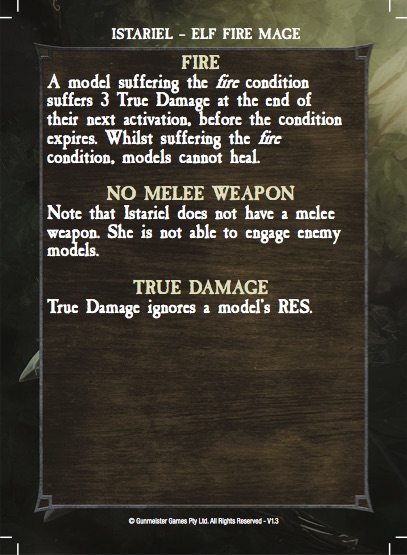 ISTARIEL – ELF FIRE MAGE
FIRE
A model suffering the fire condition
suffers 3 True Damage at the end of
their next activation, before the condition
expires. Whilst suffering the fire
condition, models cannot heal.
NO MELEE WEAPON
Note that Istariel does not have a melee
weapon. She is not able to engage enemy
models.
TRUE DAMAGE
True Damage ignores a model's RES.
© Gunmeister Games Pty Ltd. All Rights Reserved - V1.3